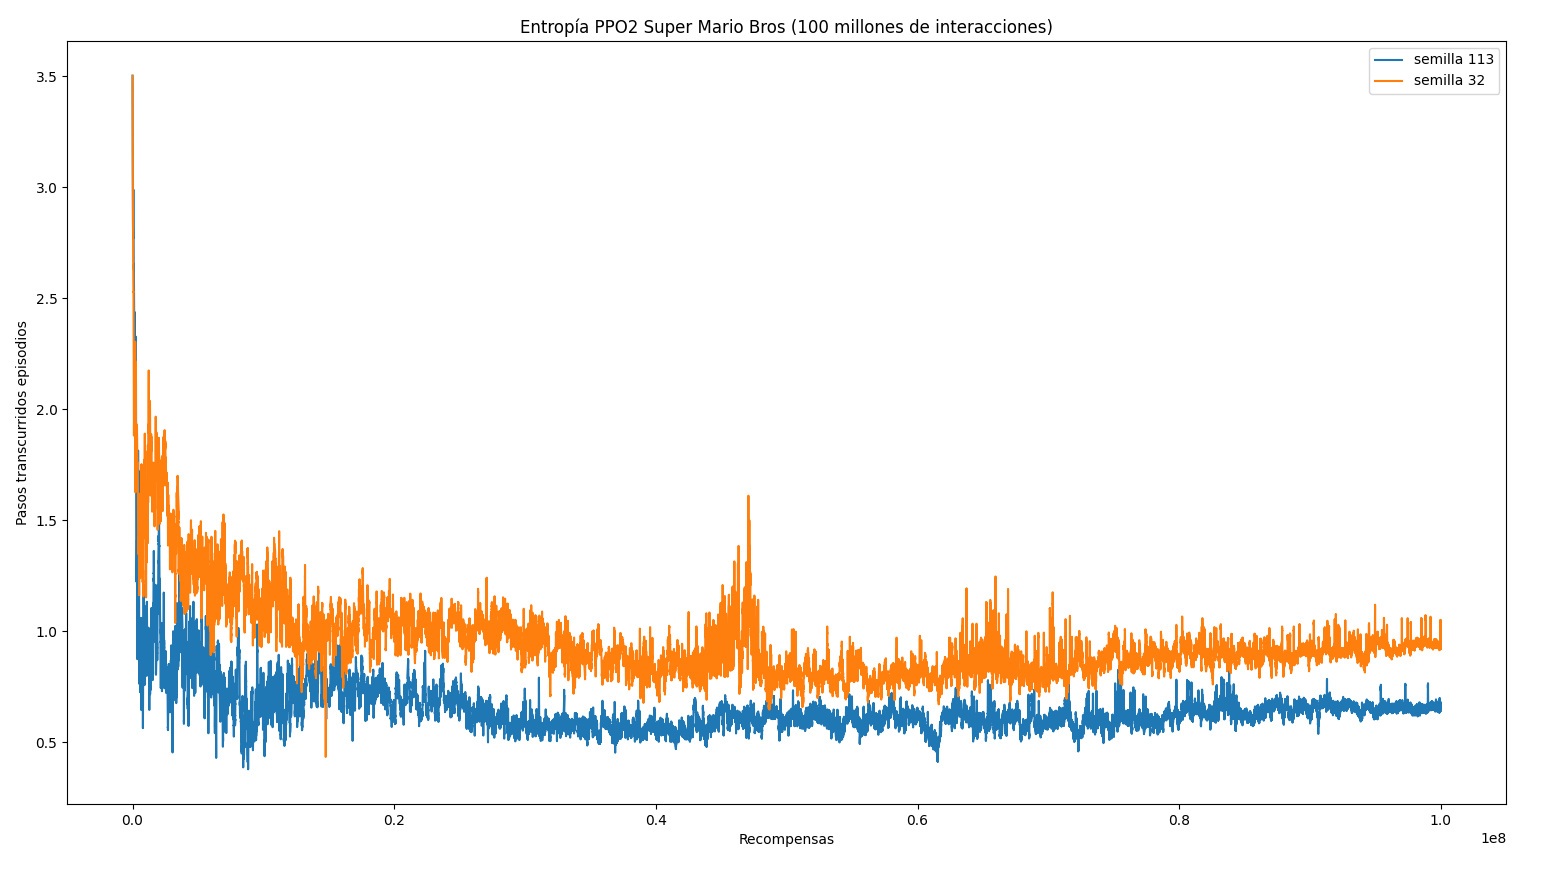 Entropía PPO2 Super Mario Bros (100 millones de interacciones)
semilla 113
semilla 32
3.5
3.0
2.5
2.0
1.5
1.0
0.5
Pasos transcurridos episodios
0.0
0.2
0.4
0.6
0.8
1.0
1e8
Recompensas